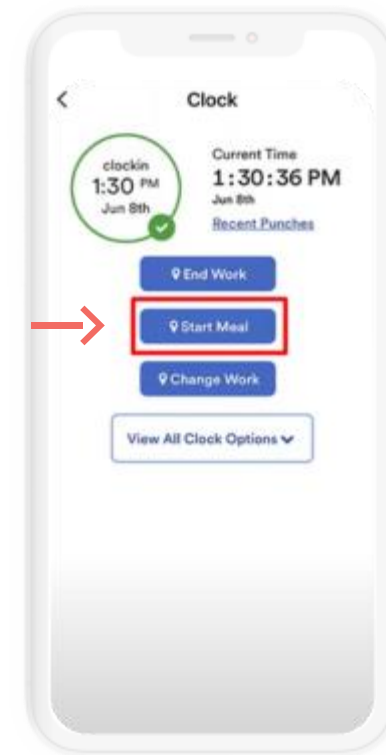 Clock
clockin
1:30 PM
Jun 8th
Current Time
1:30:36 PM
Jun 8th
Recent Punches
End Work
Start Meal
Change Work
View All Clock Options